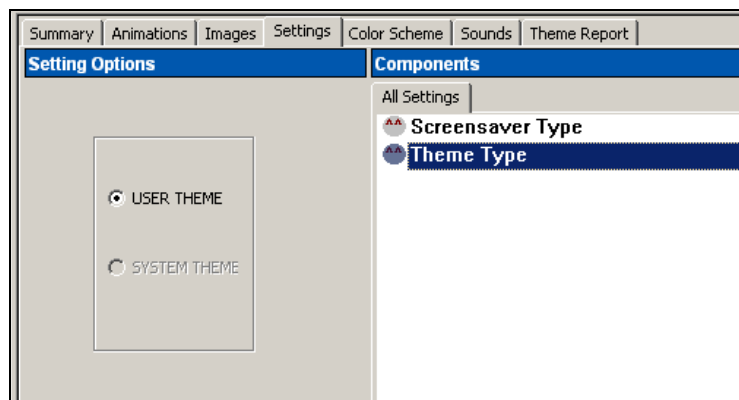 Summary Animations Images Settings Color Scheme Sounds Theme Report
Setting Options
USER THEME
SYSTEM THEME
Components
All Settings
^^ Screensaver Type
^^ Theme Type